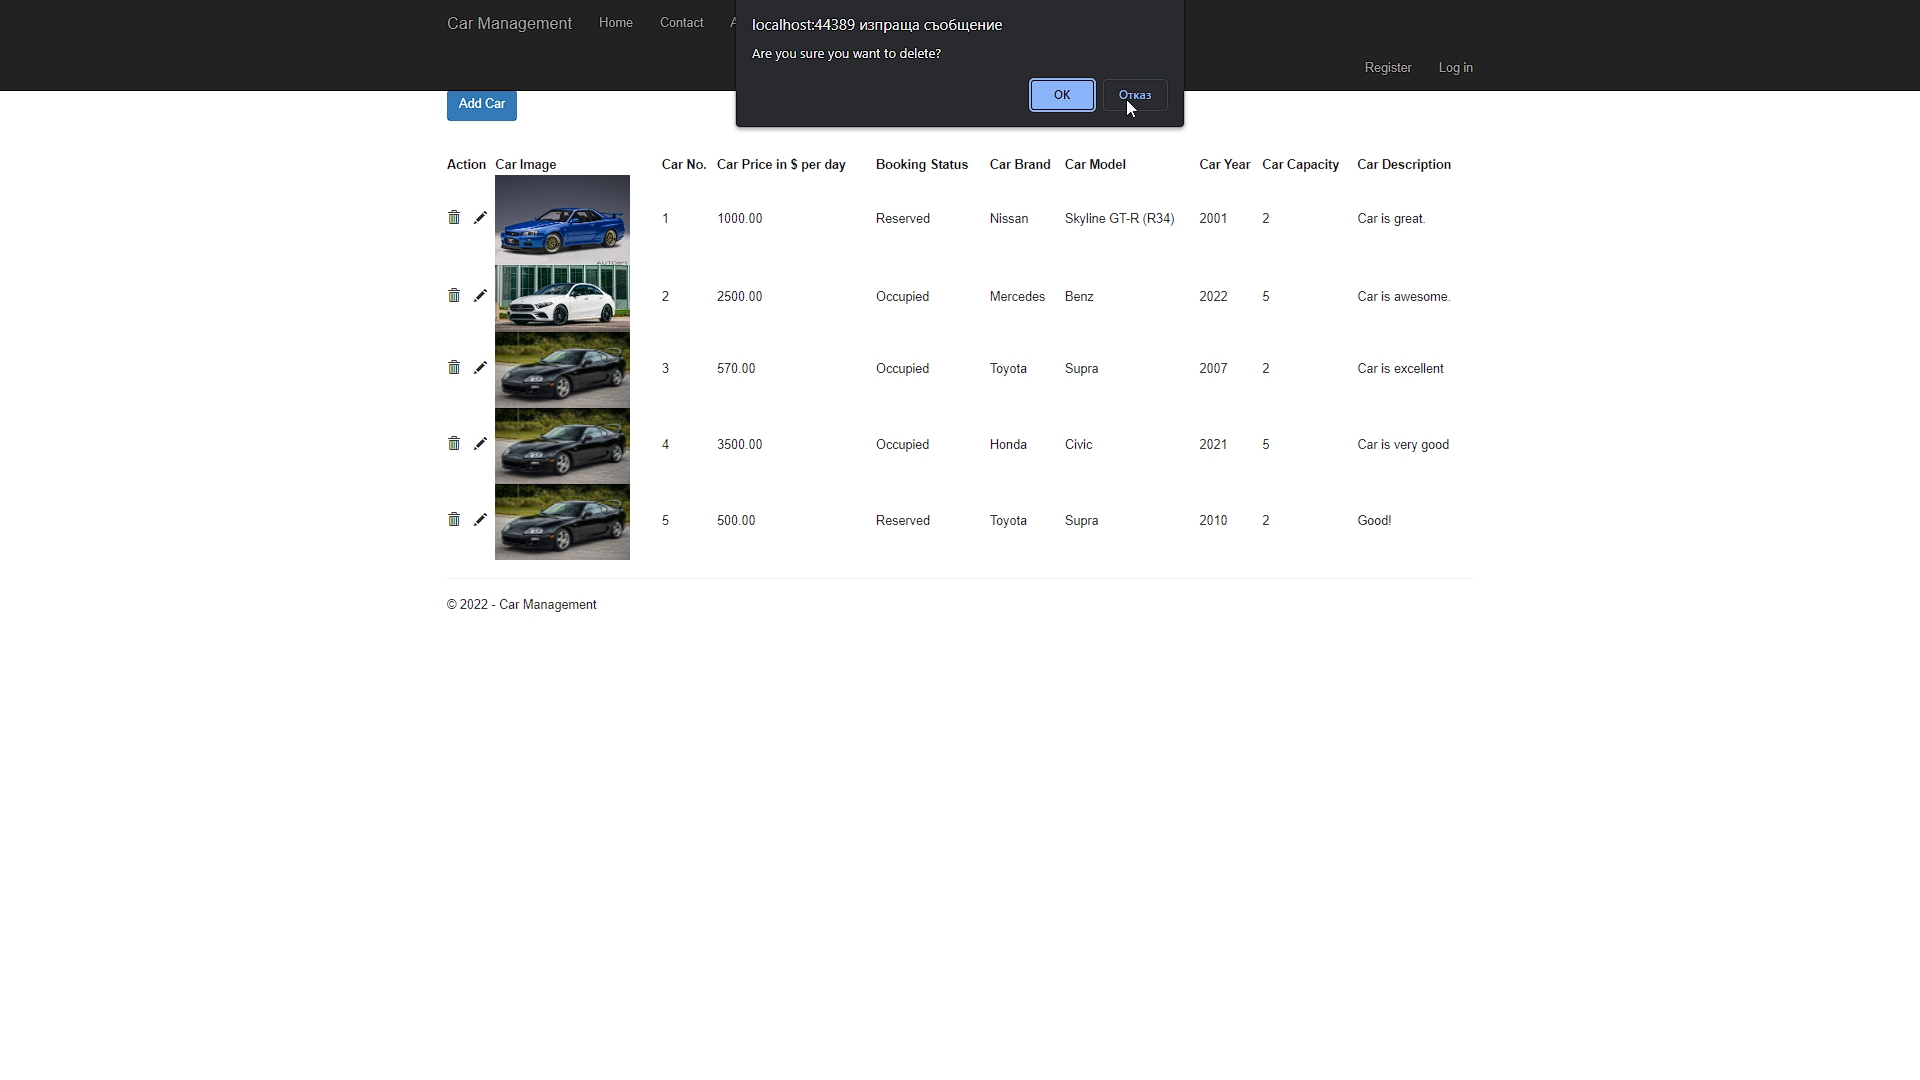 Car Management Home Contact A
localhost:44389 изпраща съобщение
Are you sure you want to delete?
OK Отказ
Register Log in
Add Car
Action Car Image Car No. Car Price in $ per day Booking Status Car Brand Car Model Car Year Car Capacity Car Description
1 1000.00 Reserved Nissan Skyline GT-R (R34) 2001 2 Car is great.
2 2500.00 Occupied Mercedes Benz 2022 5 Car is awesome.
3 570.00 Occupied Toyota Supra 2007 2 Car is excellent
4 3500.00 Occupied Honda Civic 2021 5 Car is very good
5 500.00 Reserved Toyota Supra 2010 2 Good!
© 2022 - Car Management